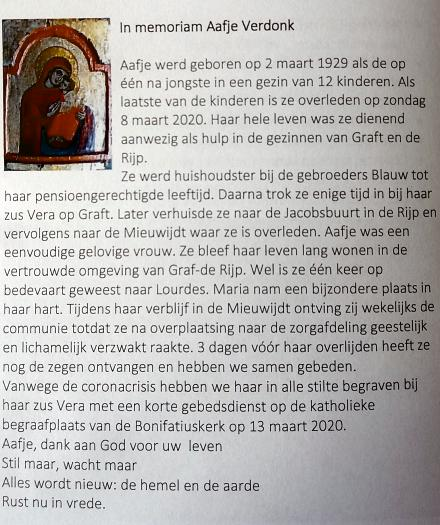 In memoriam Aafje Verdonk
Aafje werd geboren op 2 maart 1929 als de op
één na jongste in een gezin van 12 kinderen. Als
laatste van de kinderen is ze overleden op zondag
8 maart 2020. Haar hele leven was ze dienend
aanwezig als hulp in de gezinnen van Graft en de
Rijp.
Ze werd huishoudster bij de gebroeders Blauw tot
haar pensioengerechtigde leeftijd. Daarna trok ze enige tijd in bij haar
zus Vera op Graft. Later verhuisde ze naar de Jacobsbuurt in de Rijp en
vervolgens naar de Mieuwijdt waar ze is overleden. Aafje was een
eenvoudige gelovige vrouw. Ze bleef haar leven lang wonen in de
vertrouwde omgeving van Graf-de Rijp. Wel is ze één keer op
bedevaart geweest naar Lourdes. Maria nam een bijzondere plaats in
haar hart. Tijdens haar verblijf in de Mieuwijdt ontving zij wekelijks de
communie totdat ze na overplaatsing naar de zorgafdeling geestelijk
en lichamelijk verzwakt raakte. 3 dagen vóór haar overlijden heeft ze
nog de zegen ontvangen en hebben we samen gebeden.
Vanwege de coronacrisis hebben we haar in alle stilte begraven bij
haar zus Vera met een korte gebedsdienst op de katholieke
begraafplaats van de Bonifatiuskerk op 13 maart 2020.
Aafje, dank aan God voor uw leven
Stil maar, wacht maar
Alles wordt nieuw: de hemel en de aarde
Rust nu in vrede.